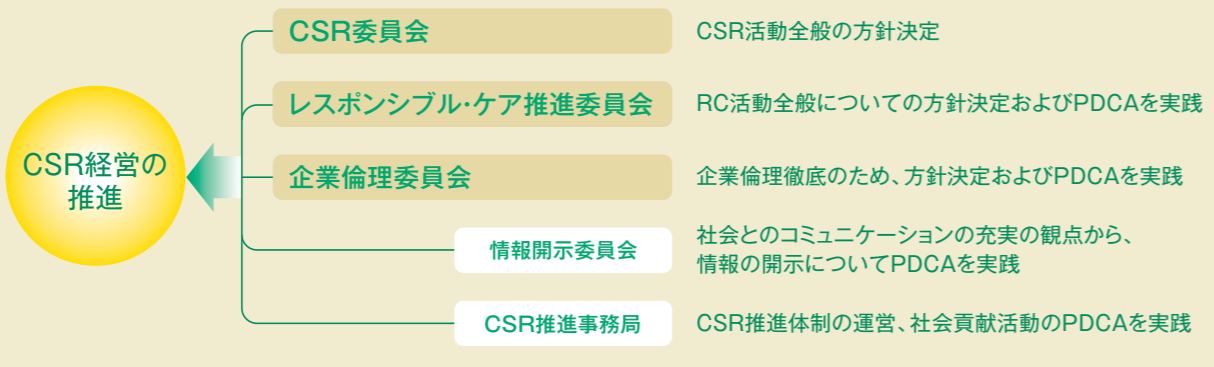 CSR経営の
推進
CSR委員会
CSR活動全般の方針決定
レスポンシブル・ケア推進委員会
RC活動全般についての方針決定およびPDCAを実践
企業倫理委員会
企業倫理徹底のため、方針決定およびPDCAを実践
情報開示委員会
社会とのコミュニケーションの充実の観点から、
情報の開示についてPDCAを実践
CSR推進事務局
CSR推進体制の運営、社会貢献活動のPDCAを実践